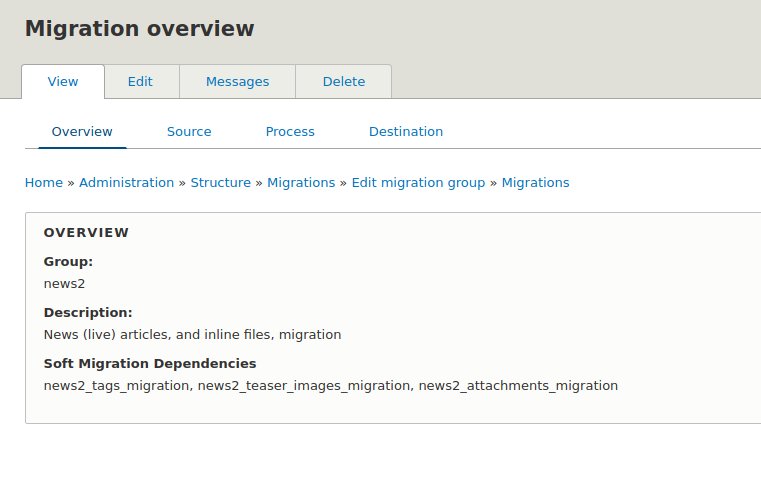 Migration overview
View Edit Messages Delete
Overview Source Process Destination
Home » Administration » Structure » Migrations » Edit migration group » Migrations
OVERVIEW
Group:
news2
Description:
News (live) articles, and inline files, migration
Soft Migration Dependencies
news2_tags_migration, news2_teaser_images_migration, news2_attachments_migration